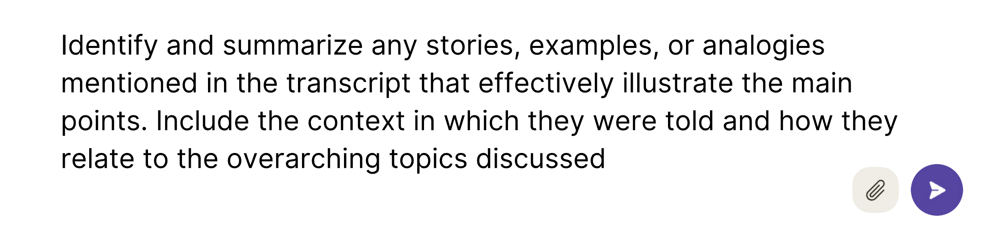 Identify and summarize any stories, examples, or analogies
mentioned in the transcript that effectively illustrate the main
points. Include the context in which they were told and how they
relate to the overarching topics discussed